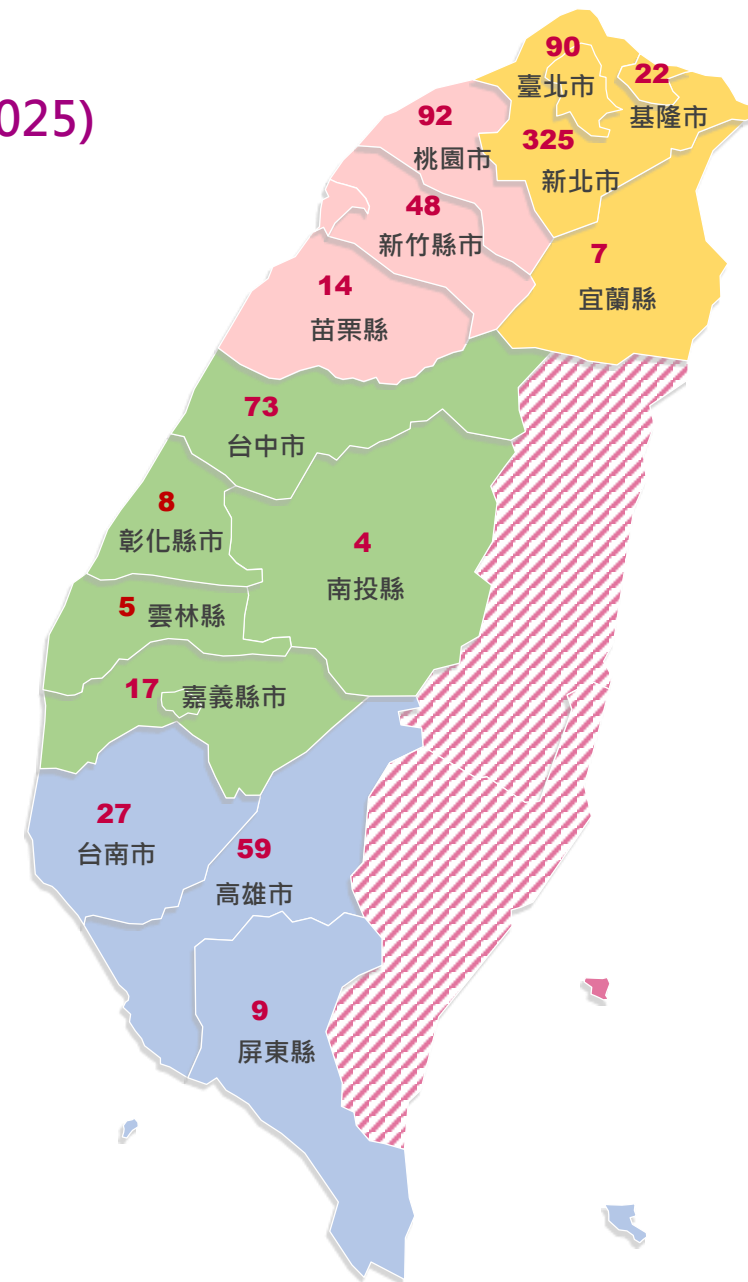 025)
90
臺北市
22
基隆市
92
桃園市
325
新北市
48
新竹縣市
7
宜蘭縣
14
苗栗縣
73
台中市
8
彰化縣市
4
南投縣
5 雲林縣
17 嘉義縣市
27
台南市
59
高雄市
9
屏東縣